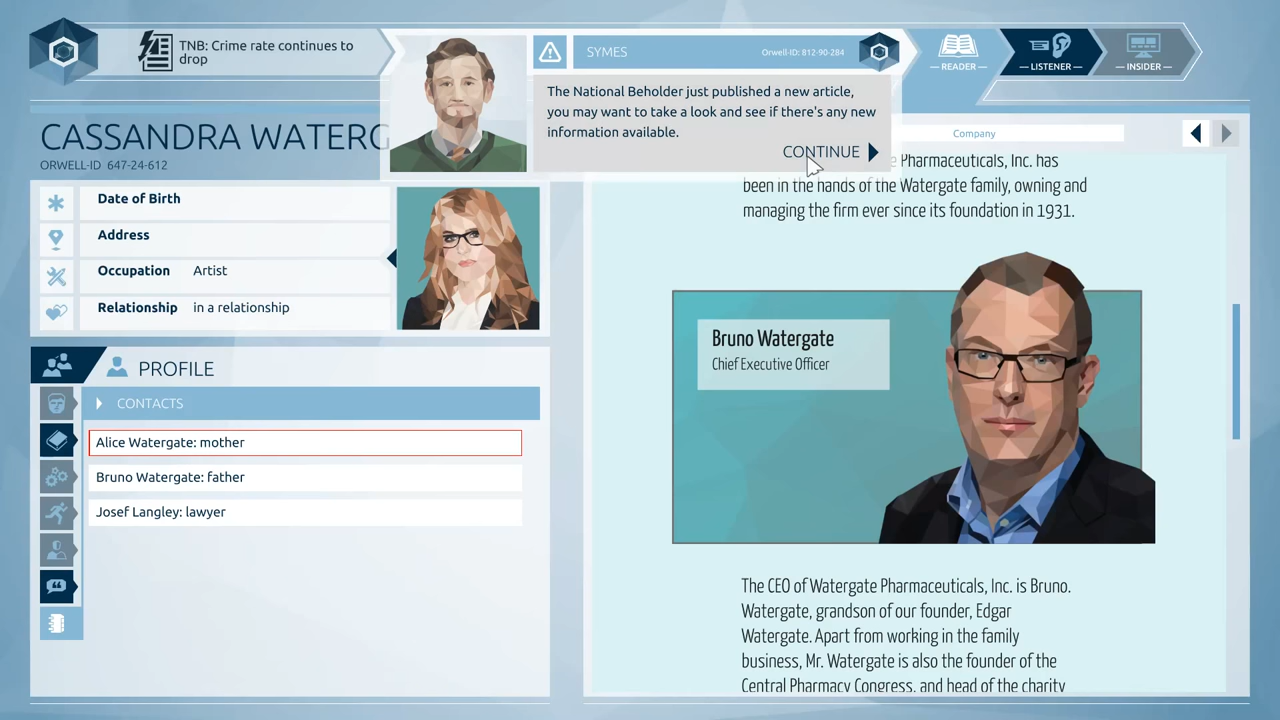 TNB: Crime rate continues to
drop
SYMES
Orwell-ID: 812-90-284
The National Beholder just published a new article,
you may want to take a look and see if there's any new
information available.
CONTINUE
READER
LISTENER
INSIDER
CASSANDRA WATERG
ORWELL-ID 647-24-612
Date of Birth
Address
Occupation Artist
Relationship in a relationship
PROFILE
CONTACTS
Alice Watergate: mother
Bruno Watergate: father
Josef Langley: lawyer
Company
Pharmaceuticals, Inc. has
been in the hands of the Watergate family, owning and
managing the firm ever since its foundation in 1931.
Bruno Watergate
Chief Executive Officer
The CEO of Watergate Pharmaceuticals, Inc. is Bruno.
Watergate, grandson of our founder, Edgar
Watergate. Apart from working in the family
business, Mr. Watergate is also the founder of the
Central Pharmacy Congress, and head of the charity